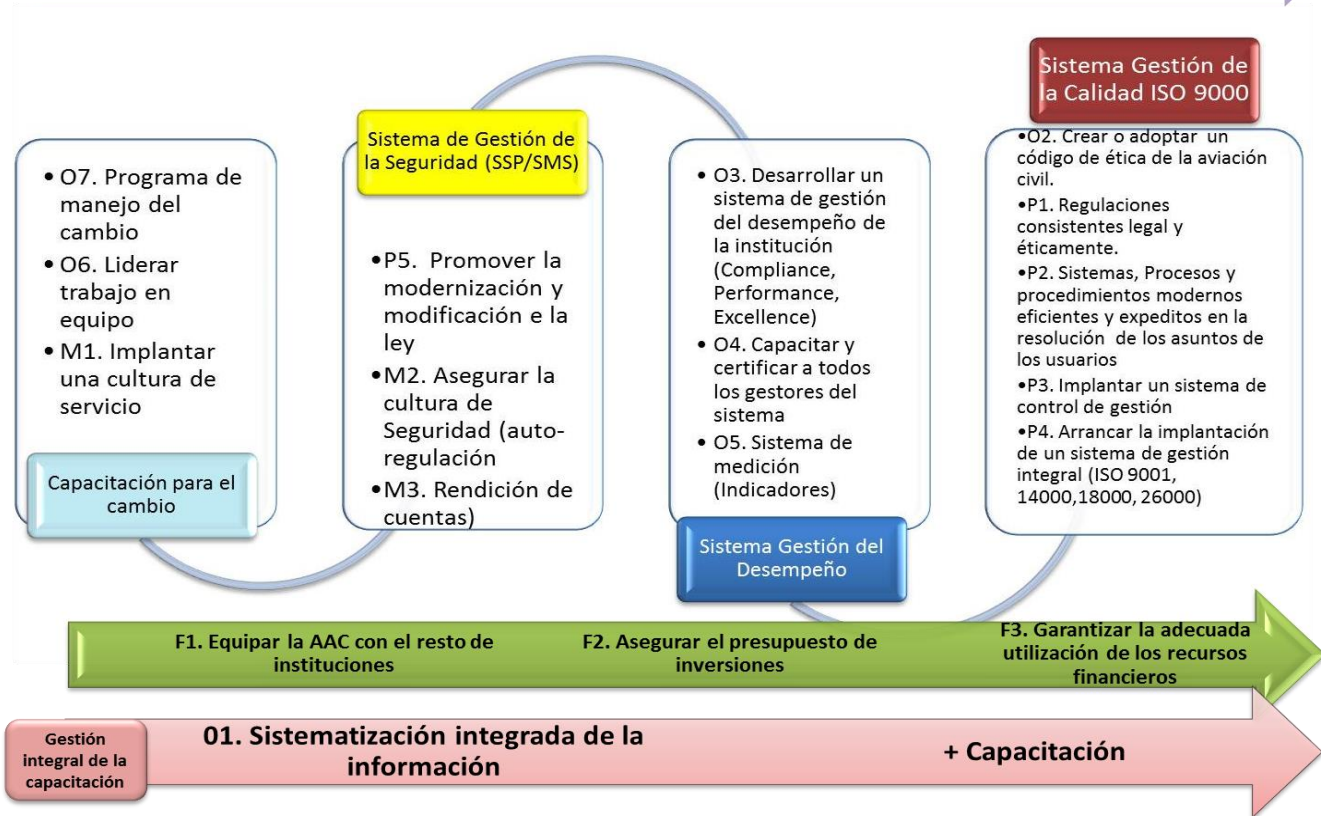 • O7. Programa de
manejo del
cambio
• O6. Liderar
trabajo en
equipo
• M1. Implantar
una cultura de
servicio
Capacitación para el
cambio
Sistema de Gestión de
la Seguridad (SSP/SMS)
•P5. Promover la
modernización y
modificación e la
ley
•M2. Asegurar la
cultura de
Seguridad (auto-
regulación
•M3. Rendición de
cuentas)
• O3. Desarrollar un
sistema de gestión
del desempeño de
la institución
(Compliance,
Performance,
Excellence)
• O4. Capacitar y
certificar a todos
los gestores del
sistema
• O5. Sistema de
medición
(Indicadores)
Sistema Gestión del
Desempeño
Sistema Gestión de
la Calidad ISO 9000
•O2. Crear o adoptar un
código de ética de la aviación
civil.
•P1. Regulaciones
consistentes legal y
éticamente.
•P2. Sistemas, Procesos y
procedimientos modernos
eficientes y expeditos en la
resolución de los asuntos de
los usuarios
•P3. Implantar un sistema de
control de gestión
•P4. Arrancar la implantación
de un sistema de gestión
integral (ISO 9001,
14000,18000, 26000)
F1. Equipar la AAC con el resto de
instituciones
F2. Asegurar el presupuesto de
inversiones
F3. Garantizar la adecuada
utilización de los recursos
financieros
Gestión
integral de la
capacitación
01. Sistematización integrada de la
información
+ Capacitación